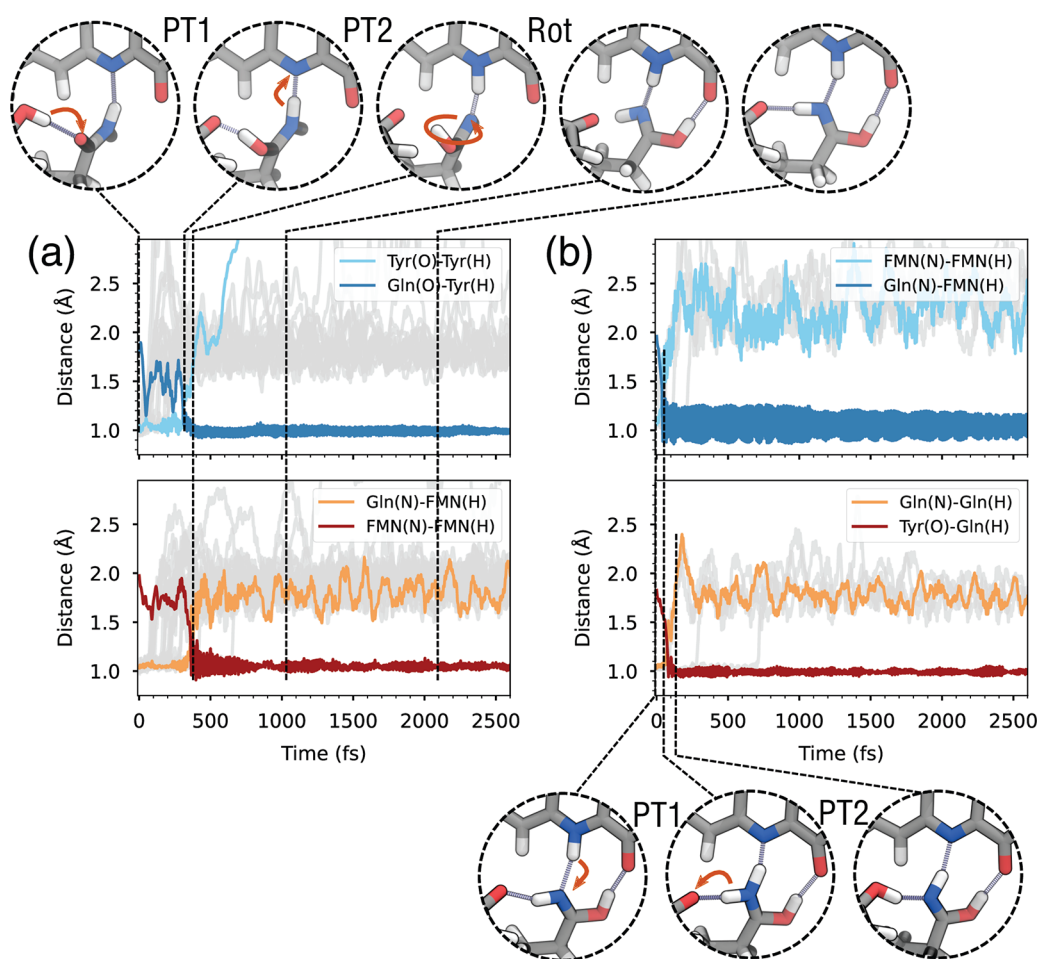 PT1 PT2 Rot
(a)
Distance (Å)
2.5
2.0
1.5
1.0
Tyr(O)-Tyr(H)
Gln(O)-Tyr(H)
Distance (Å)
2.5
2.0
1.5
1.0
Gln(N)-FMN(H)
FMN(N)-FMN(H)
0 500 1000 1500 2000 2500
Time (fs)
(b)
Distance (Å)
2.5
2.0
1.5
1.0
FMN(N)-FMN(H)
Gln(N)-FMN(H)
Distance (Å)
2.5
2.0
1.5
1.0
Gln(N)-Gln(H)
Tyr(O)-Gln(H)
0 500 1000 1500 2000 2500
Time (fs)
PT1 PT2